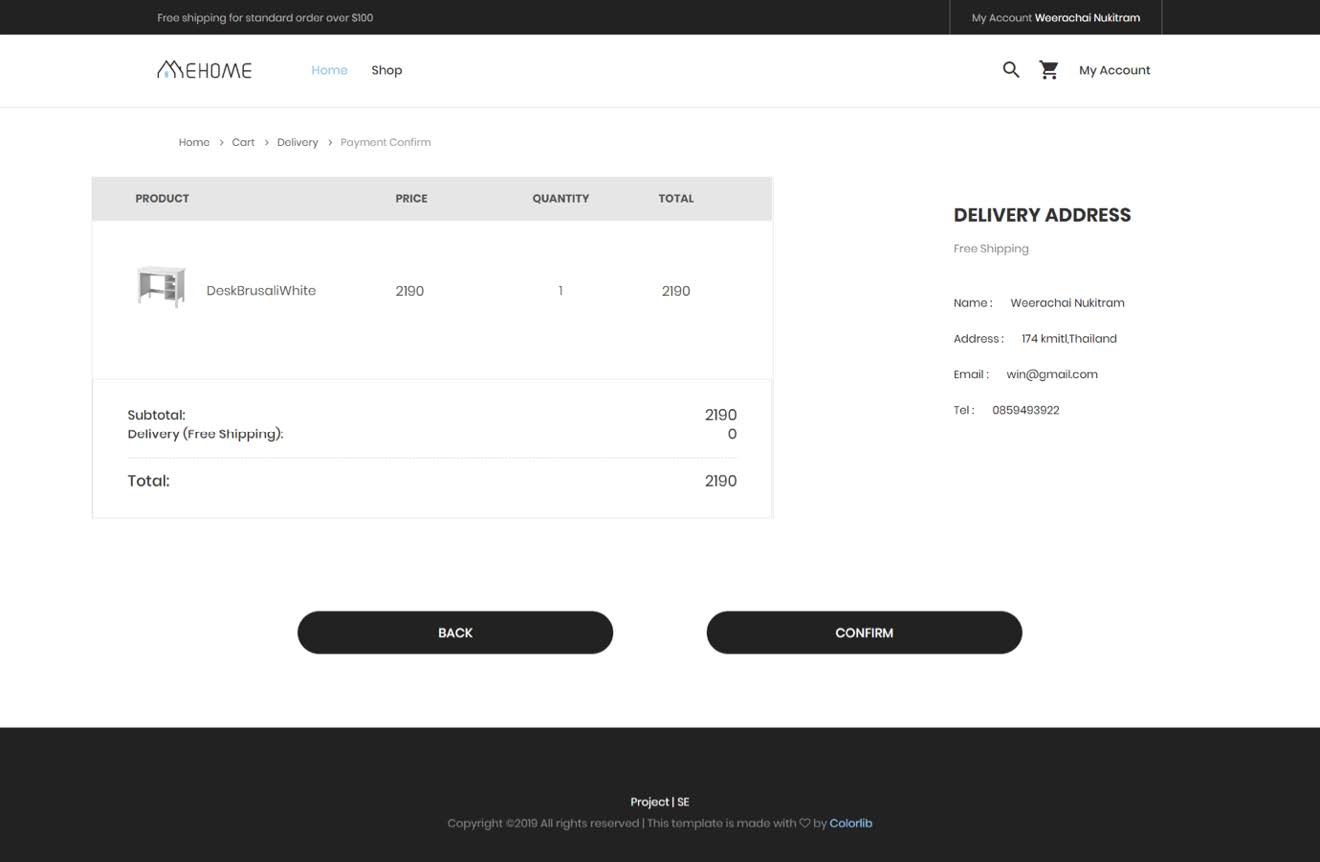 Free shipping for standard order over $100
My Account Weerachai Nukitram
MEHOME
Home Shop
My Account
Home > Cart > Delivery > Payment Confirm
PRODUCT PRICE QUANTITY TOTAL
DeskBrusaliWhite 2190 1 2190
Subtotal: 2190
Delivery (Free Shipping): 0
Total: 2190
DELIVERY ADDRESS
Free Shipping
Name : Weerachai Nukitram
Address : 174 kmitl,Thailand
Email : win@gmail.com
Tel : 0859493922
BACK CONFIRM
Project | SE
Copyright ©2019 All rights reserved | This template is made with ♡ by Colorlib